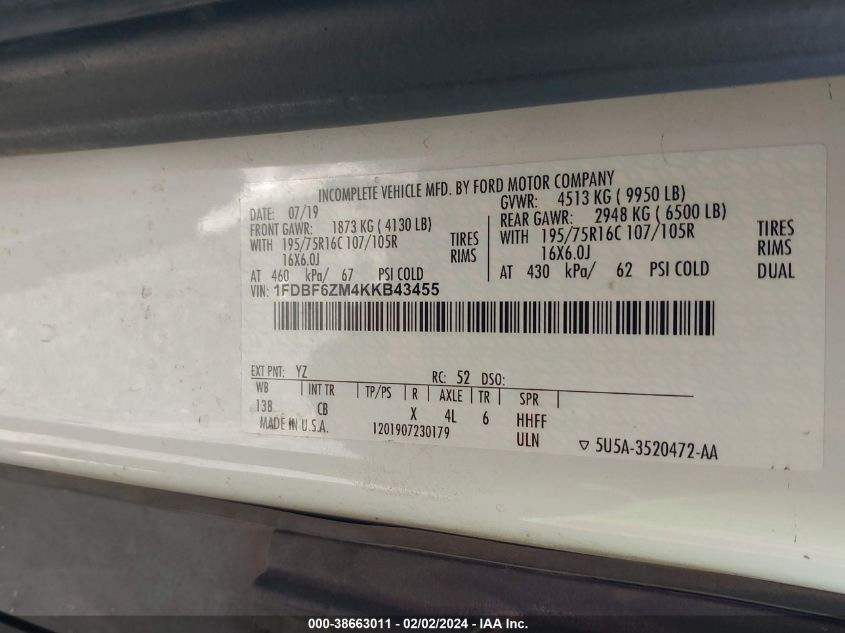 INCOMPLETE VEHICLE MFD. BY FORD MOTOR COMPANY
DATE: 07/19
GVWR: 4513 KG ( 9950 LB)
FRONT GAWR: 1873 KG ( 4130 LB)
REAR GAWR: 2948 KG ( 6500 LB)
WITH 195/75R16C 107/105R TIRES
WITH 195/75R16C 107/105R TIRES
16X6.0J RIMS
16X6.0J RIMS
AT 460 kPa/ 67 PSI COLD
AT 430 kPa/ 62 PSI COLD DUAL
VIN: 1FDBF6ZM4KKB43455
EXT PNT: YZ RC: 52 DSO:
WB INT TR TP/PS R AXLE TR SPR
138 CB X 4L 6 HHFF
MADE IN U.S.A. 1201907230179 ULN 5U5A-3520472-AA
000-38663011 - 02/02/2024 - IAA Inc.